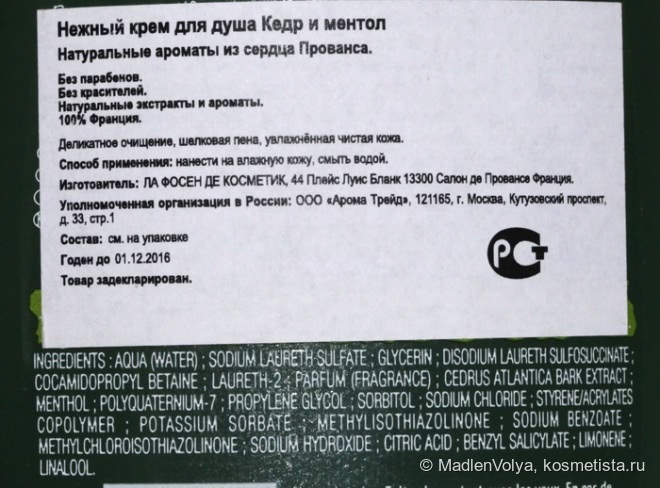 Нежный крем для душа Кедр и ментол
Натуральные ароматы из сердца Прованса.
Без парабенов.
Без красителей.
Натуральные экстракты и ароматы.
100% Франция.
Деликатное очищение, шелковая пена, увлажнённая чистая кожа.
Способ применения: нанести на влажную кожу, смыть водой.
Изготовитель: ЛА ФОСЕН ДЕ КОСМЕТИК, 44 Плейс Луис Бланк 13300 Салон де Провансе Франция.
Уполномоченная организация в России: ООО «Арома Трейд», 121165, г. Москва, Кутузовский проспект,
д. 33, стр.1
Состав: см. на упаковке
Годен до 01.12.2016
Товар задекларирован.
РСТ
INGREDIENTS : AQUA (WATER) ; SODIUM LAURETH SULFATE ; GLYCERIN ; DISODIUM LAURETH SULFOSUCCINATE ;
COCAMIDOPROPYL BETAINE ; LAURETH-2 ; PARFUM (FRAGRANCE) ; CEDRUS ATLANTICA BARK EXTRACT ;
MENTHOL ; POLYQUATERNIUM-7 ; PROPYLENE GLYCOL ; SORBITOL ; SODIUM CHLORIDE ; STYRENE/ACRYLATES
COPOLYMER ; POTASSIUM SORBATE ; METHYLISOTHIAZOLINONE ; SODIUM BENZOATE ;
METHYLCHLOROISOTHIAZOLINONE ; SODIUM HYDROXIDE ; CITRIC ACID ; BENZYL SALICYLATE ; LIMONENE ;
LINALOOL.
© MadlenVolya, kosmetista.ru